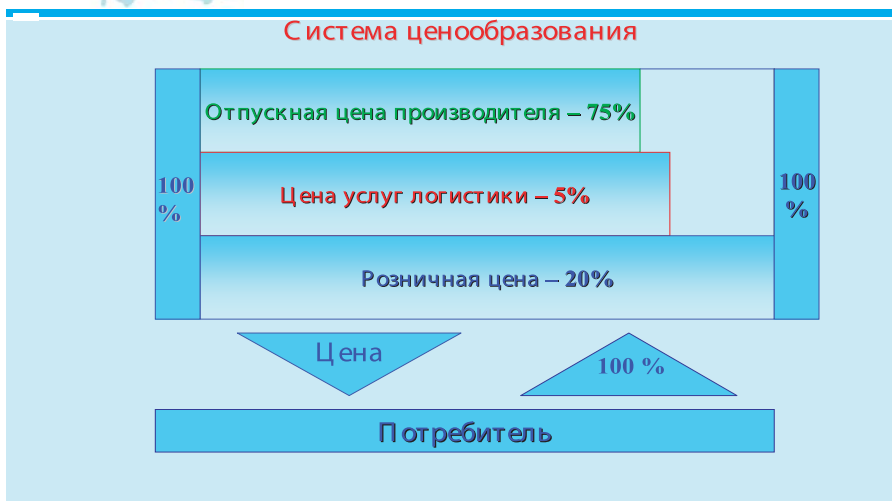 Система ценообразования
Отпускная цена производителя – 75%
100
%
Цена услуг логистики – 5%
100
%
Розничная цена – 20%
Цена
100 %
Потребитель